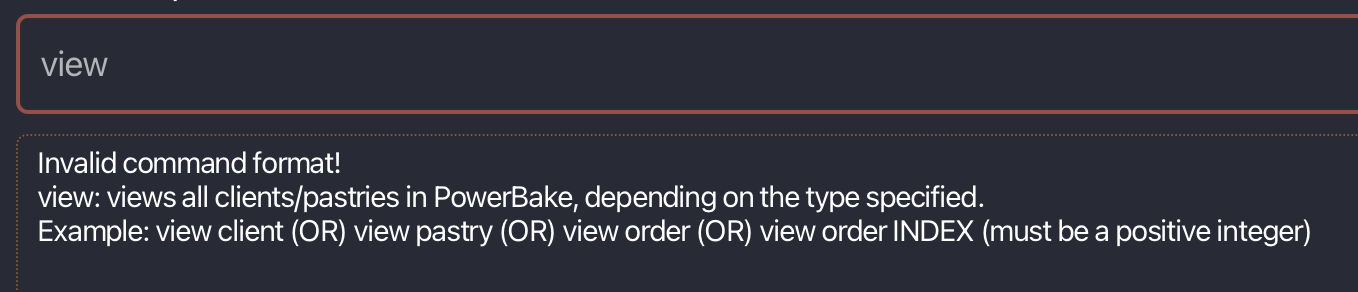 view
Invalid command format!
view: views all clients/pastries in PowerBake, depending on the type specified.
Example: view client (OR) view pastry (OR) view order (OR) view order INDEX (must be a positive integer)